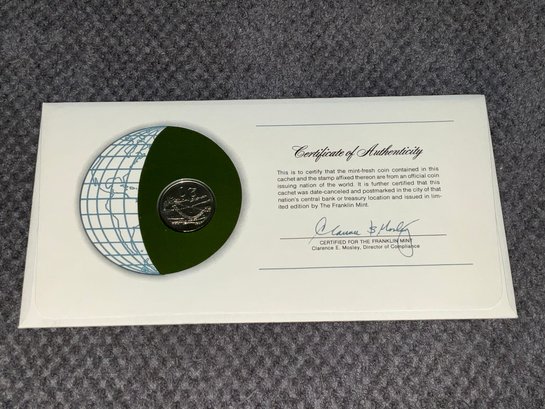 Certificate of Authenticity
This is to certify that the mint-fresh coin contained in this
cachet and the stamp affixed thereon are from an official coin
issuing nation of the world. It is further certified that this
cachet was date-canceled and postmarked in the city of that
nation's central bank or treasury location and issued in lim-
ited edition by The Franklin Mint.
Clarence E Mosley
CERTIFIED FOR THE FRANKLIN MINT
Clarence E. Mosley, Director of Compliance